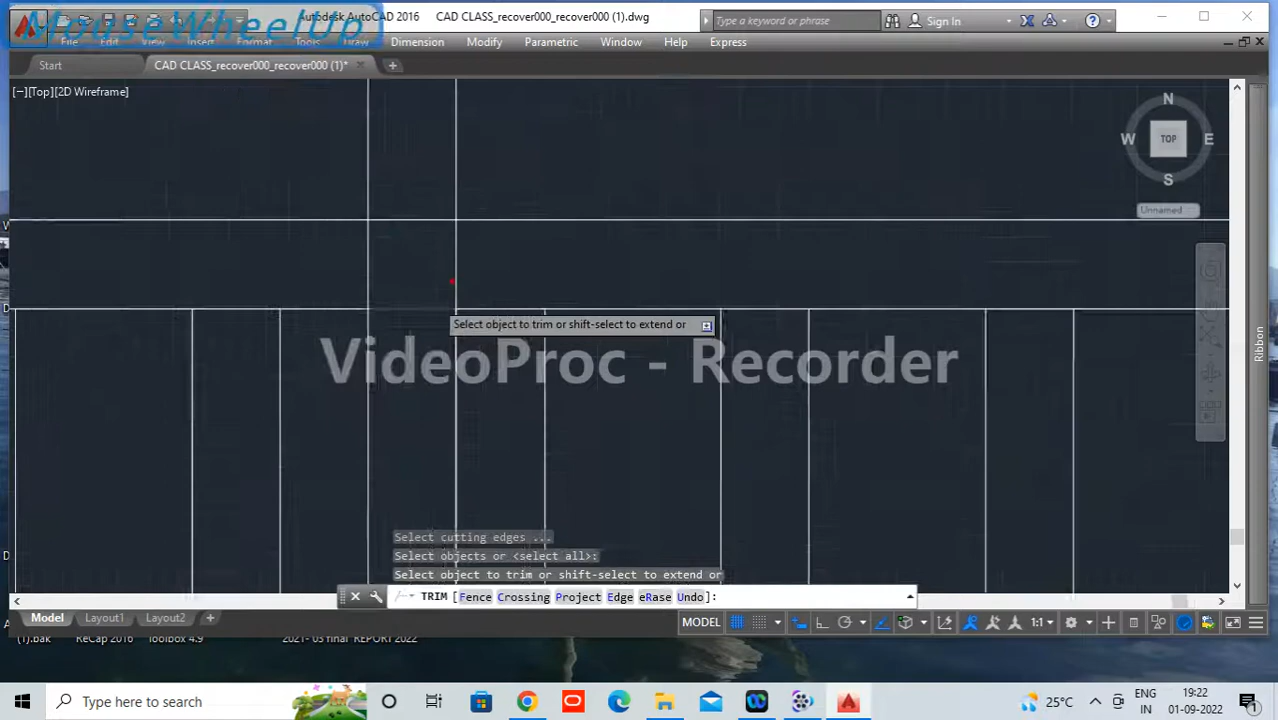 MouseWheelUp
Autodesk AutoCAD 2016 CAD CLASS_recover000_recover000 (1).dwg
Type a keyword or phrase
Sign In
File Edit View Insert Format Tools Draw Dimension Modify Parametric Window Help Express
Start
CAD CLASS_recover000_recover000 (1)*
[−][Top][2D Wireframe]
N
W TOP E
S
Unnamed
Select object to trim or shift-select to extend or
VideoProc - Recorder
Ribbon
Select cutting edges ...
Select objects or <select all>:
Select object to trim or shift-select to extend or
TRIM [Fence Crossing Project Edge eRase Undo]:
Model Layout1 Layout2
MODEL
1:1
(1).bak ReCap 2016 Toolbox 4.9 2021- 03 final REPORT 2022
Type here to search
25°C
ENG
IN
19:22
01-09-2022
1